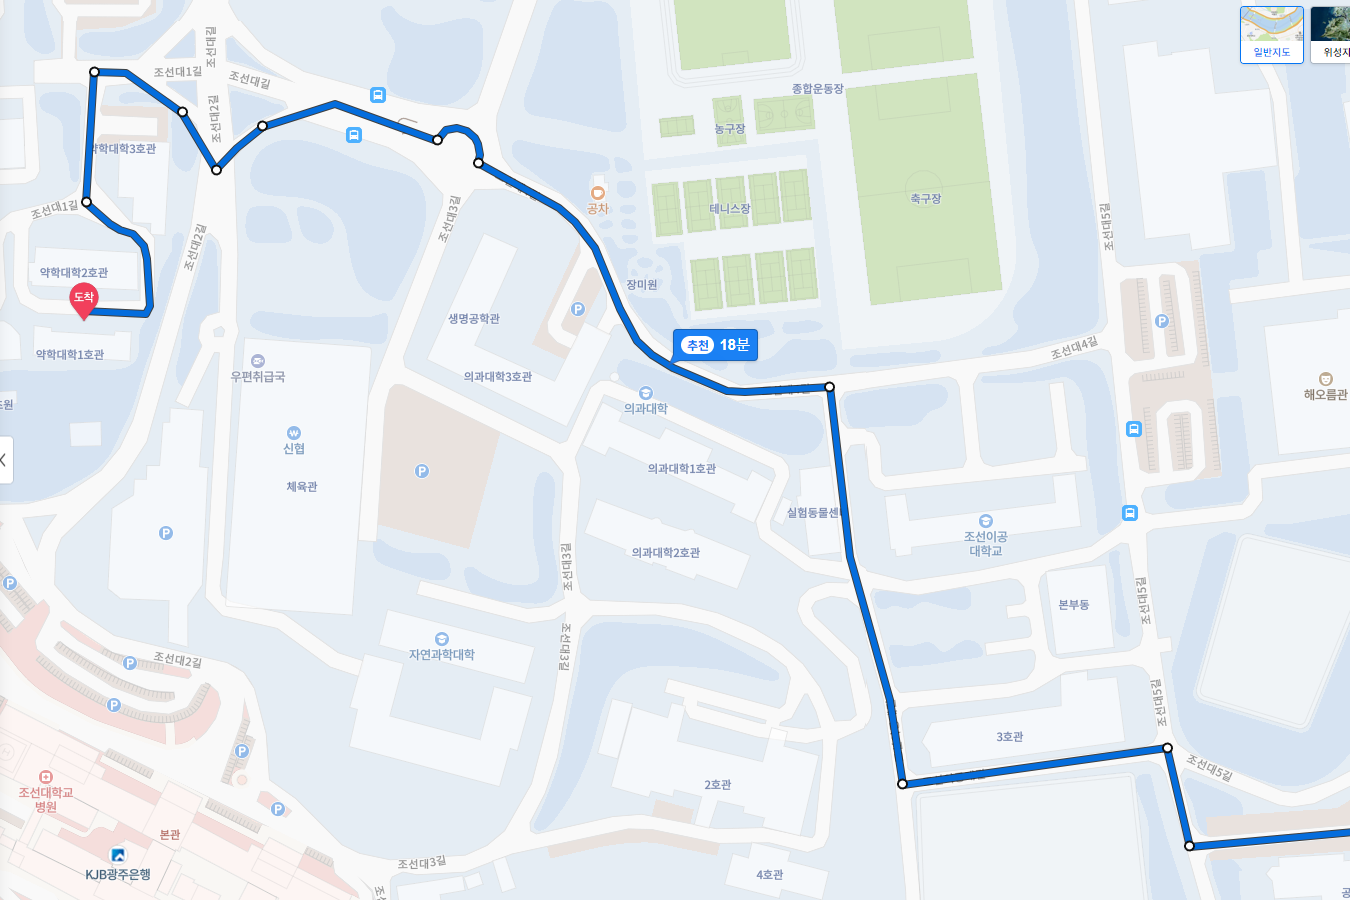 일반지도
위성지
조선대길
조선대1길
조선대길
조선대2길
종합운동장
농구장
약학대학3호관
공차
테니스장
축구장
조선대1길
조선대3길
조선대5길
조선대2길
약학대학2호관
장미원
도착
생명공학관
약학대학1호관
추천 18분
조선대4길
우편취급국
의과대학3호관
해오름관
의과대학
신협
의과대학1호관
체육관
실험동물센
조선이공
대학교
의과대학2호관
조선대3길
조선대5길
본부동
조선대3길
자연과학대학
조선대2길
조선대5길
3호관
조선대5길
2호관
조선대학교
병원
본관
조선대3길
KJB광주은행
4호관